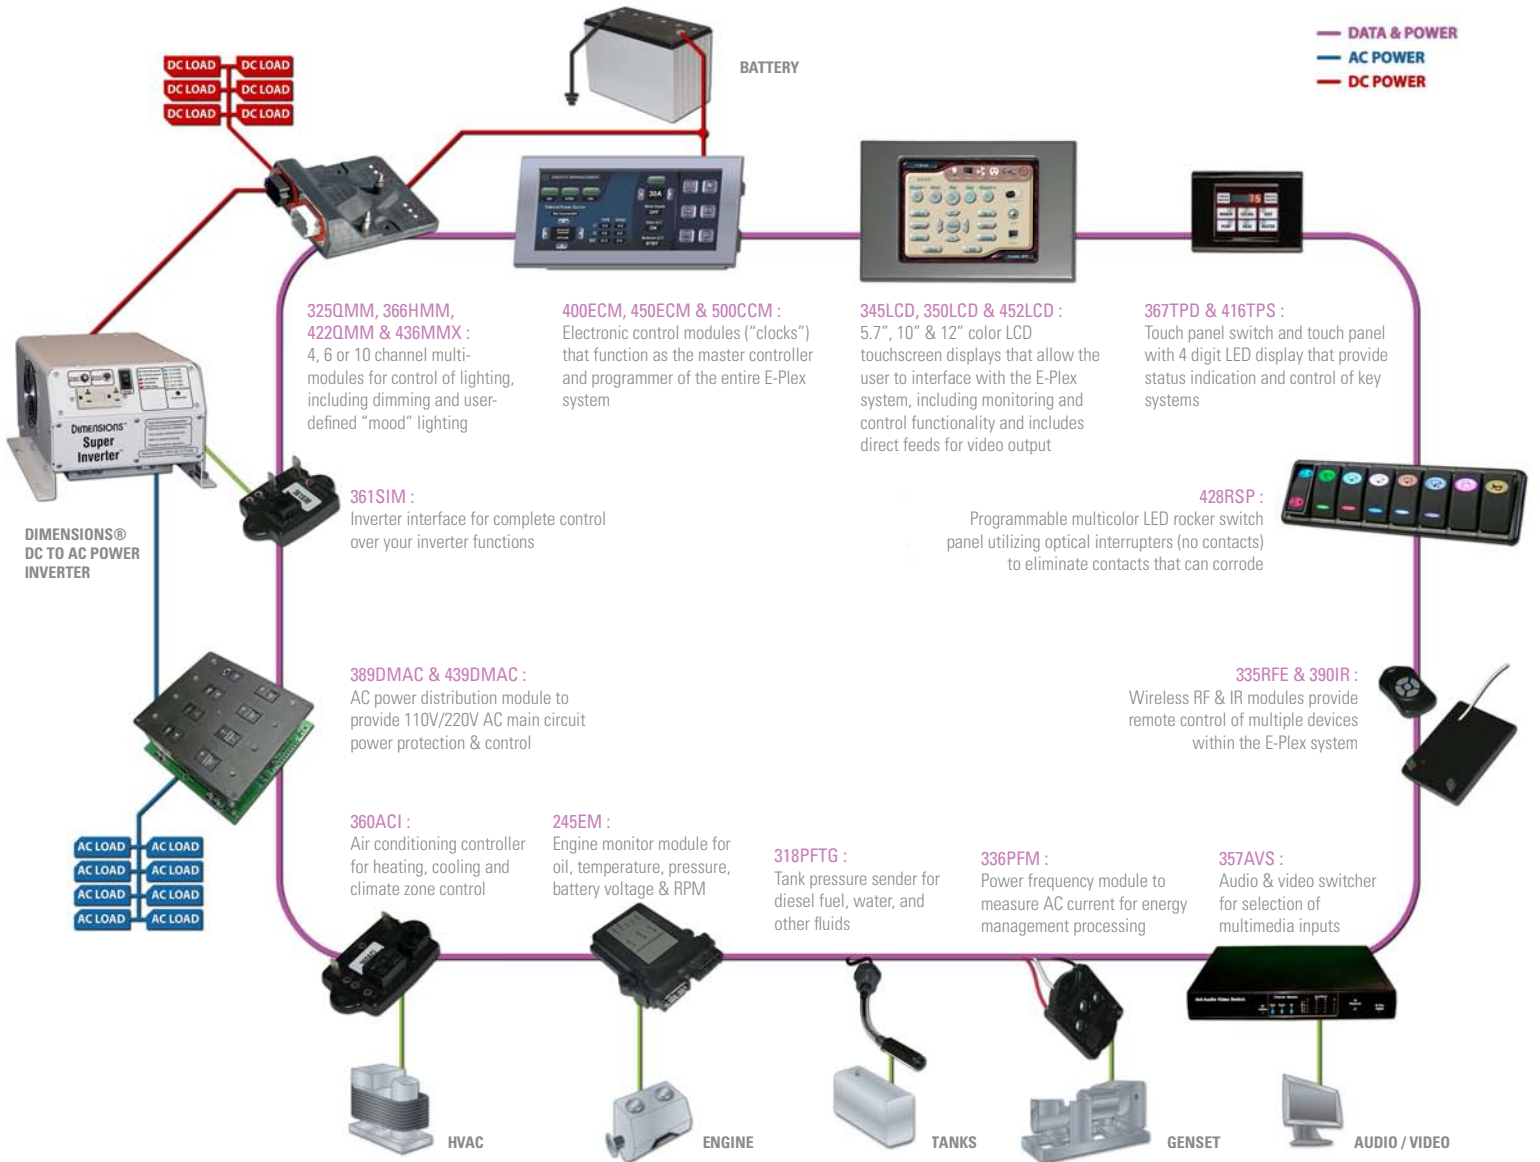 DATA & POWER
AC POWER
DC POWER
BATTERY
DC LOAD DC LOAD
DC LOAD DC LOAD
DC LOAD DC LOAD
30A
OFF
ON
75
325QMM, 366HMM,
422QMM & 436MMX :
4, 6 or 10 channel multi-
modules for control of lighting,
including dimming and user-
defined “mood” lighting
400ECM, 450ECM & 500CCM :
Electronic control modules (“clocks”)
that function as the master controller
and programmer of the entire E-Plex
system
345LCD, 350LCD & 452LCD :
5.7”, 10” & 12” color LCD
touchscreen displays that allow the
user to interface with the E-Plex
system, including monitoring and
control functionality and includes
direct feeds for video output
367TPD & 416TPS :
Touch panel switch and touch panel
with 4 digit LED display that provide
status indication and control of key
systems
DIMENSIONS
Super
Inverter
DIMENSIONS®
DC TO AC POWER
INVERTER
361SIM
361SIM :
Inverter interface for complete control
over your inverter functions
428RSP :
Programmable multicolor LED rocker switch
panel utilizing optical interrupters (no contacts)
to eliminate contacts that can corrode
389DMAC & 439DMAC :
AC power distribution module to
provide 110V/220V AC main circuit
power protection & control
335RFE & 390IR :
Wireless RF & IR modules provide
remote control of multiple devices
within the E-Plex system
AC LOAD AC LOAD
AC LOAD AC LOAD
AC LOAD AC LOAD
AC LOAD AC LOAD
360ACI :
Air conditioning controller
for heating, cooling and
climate zone control
245EM :
Engine monitor module for
oil, temperature, pressure,
battery voltage & RPM
318PFTG :
Tank pressure sender for
diesel fuel, water, and
other fluids
336PFM :
Power frequency module to
measure AC current for energy
management processing
357AVS :
Audio & video switcher
for selection of
multimedia inputs
4x4 Audio Video Switch
HVAC
ENGINE
TANKS
GENSET
AUDIO / VIDEO